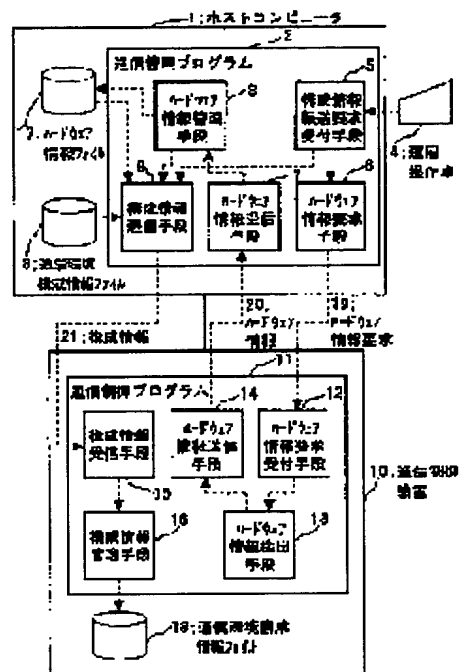 1;ホストコンピュータ
2
通信制御プログラム
5
構成情報
転送要求
受付手段
ハードウェア
情報管理
手段
8
7;ハードウェア
情報ファイル
4;運用
操作卓
9
構成情報
送信手段
ハードウェア
手段
6
ハードウェア
情報要求
手段
3;通信環境
構成情報ファイル
21;構成情報
20;
ハードウェア
情報
19;
ハードウェア
情報要求
11
通信制御プログラム
14
12
構成情報
受信手段
ハードウェア
情報送信
手段
ハードウェア
情報要求
受付手段
10;通信制御
装置
15
16
構成情報
管理手段
13
ハードウェア
情報抽出
手段
18;通信環境構成
情報ファイル